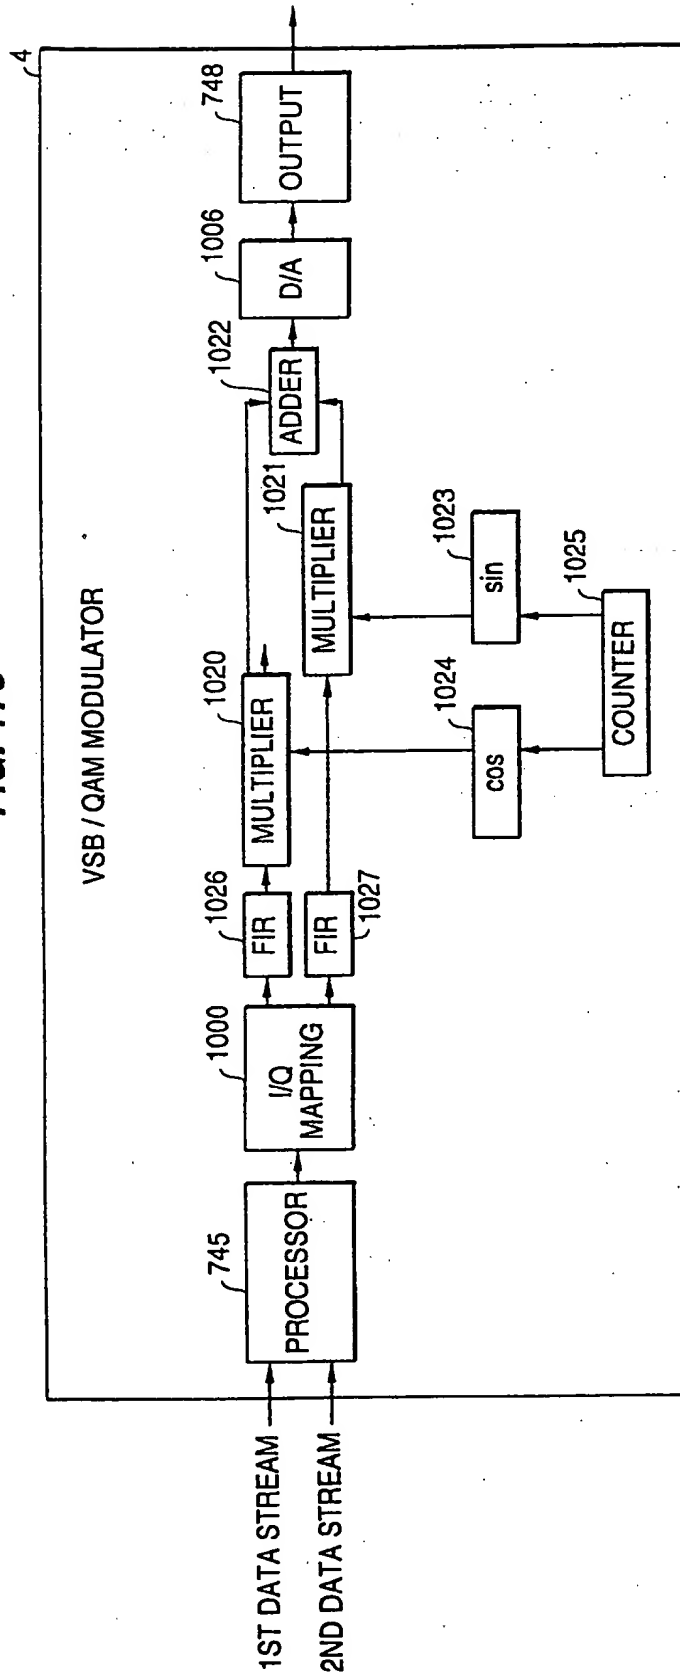 VSB / QAM MODULATOR
4
1ST DATA STREAM
2ND DATA STREAM
745
PROCESSOR
1000
I/Q
MAPPING
1026
FIR
FIR
1027
1020
MULTIPLIER
1021
MULTIPLIER
1022
ADDER
1006
D/A
748
OUTPUT
1024
cos
1023
sin
1025
COUNTER